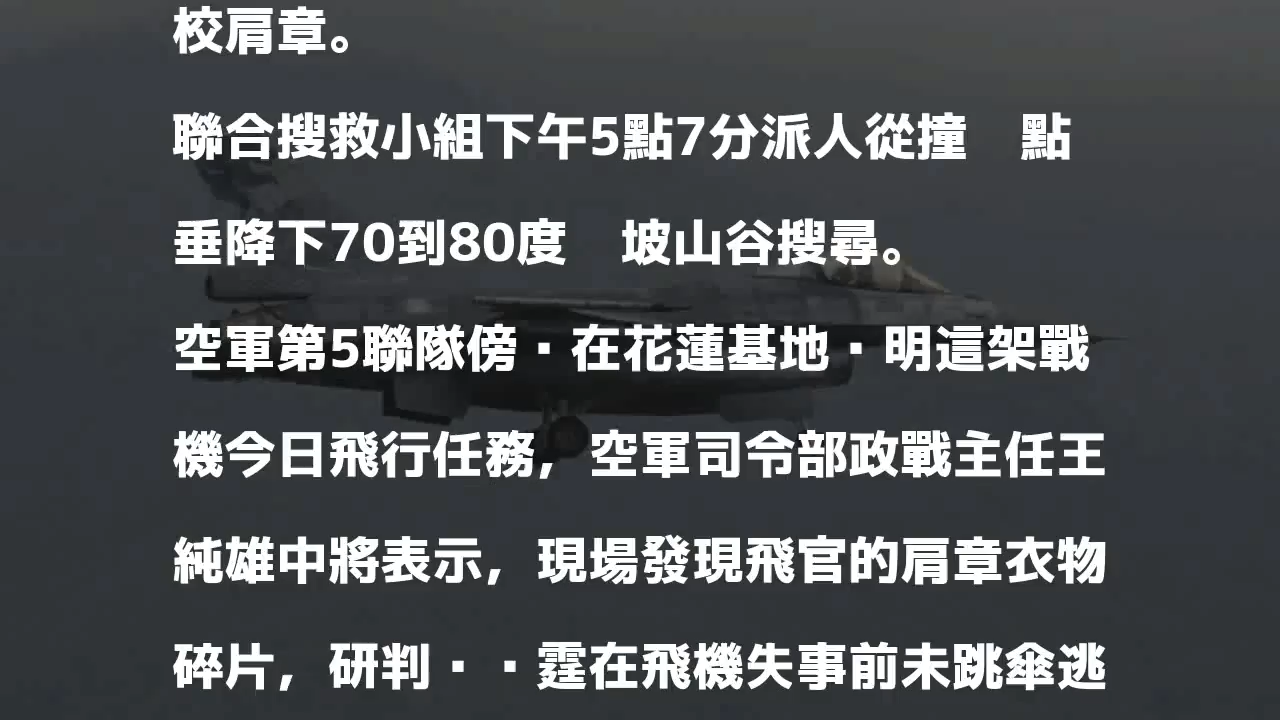 校肩章。
聯合搜救小組下午5點7分派人從撞　點
垂降下70到80度　坡山谷搜尋。
空軍第5聯隊傍▪在花蓮基地▪明這架戰
機今日飛行任務，空軍司令部政戰主任王
純雄中將表示，現場發現飛官的肩章衣物
碎片，研判▪▪霆在飛機失事前未跳傘逃